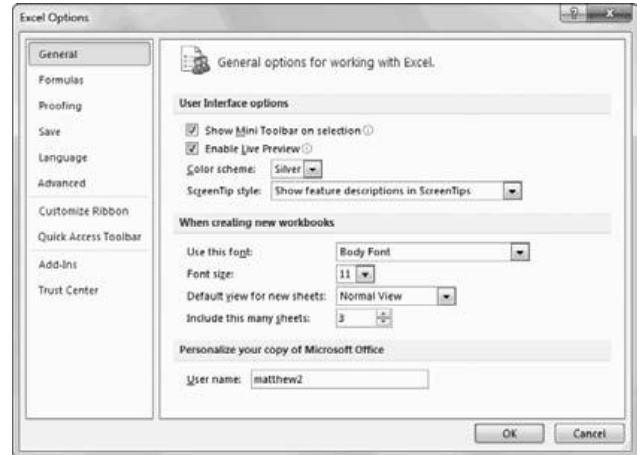 Excel Options
General
Formulas
Proofing
Save
Language
Advanced
Customize Ribbon
Quick Access Toolbar
Add-Ins
Trust Center
General options for working with Excel.
User Interface options
Show Mini Toolbar on selection
Enable Live Preview
Color scheme: Silver
ScreenTip style: Show feature descriptions in ScreenTips
When creating new workbooks
Use this font: Body Font
Font size: 11
Default view for new sheets: Normal View
Include this many sheets: 3
Personalize your copy of Microsoft Office
User name: matthew2
OK Cancel